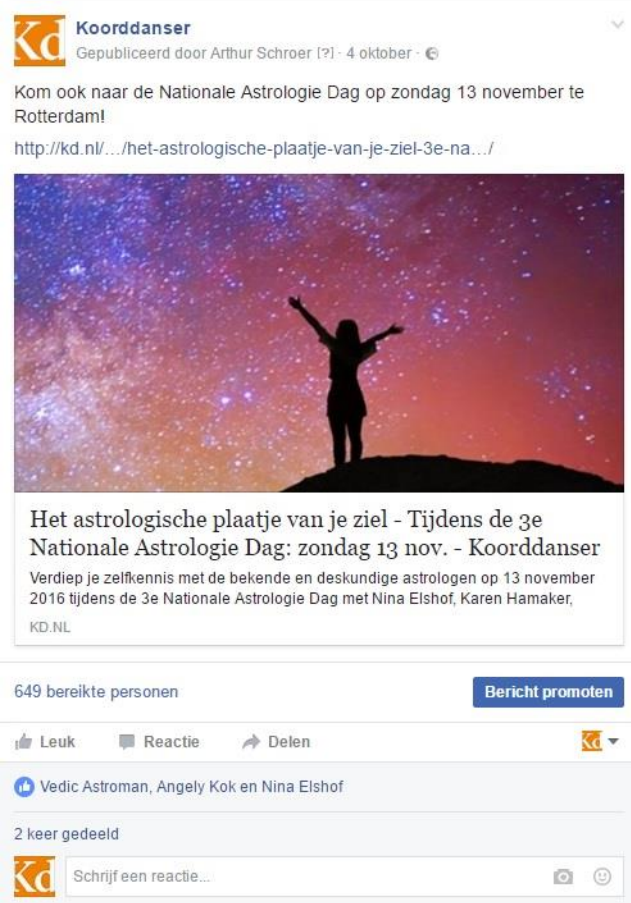 Kd
Koorddanser
Gepubliceerd door Arthur Schroer [?] · 4 oktober ·
Kom ook naar de Nationale Astrologie Dag op zondag 13 november te
Rotterdam!
http://kd.nl/.../het-astrologische-plaatje-van-je-ziel-3e-na.../
Het astrologische plaatje van je ziel - Tijdens de 3e
Nationale Astrologie Dag: zondag 13 nov. - Koorddanser
Verdiep je zelfkennis met de bekende en deskundige astrologen op 13 november
2016 tijdens de 3e Nationale Astrologie Dag met Nina Elshof, Karen Hamaker,
KD.NL
649 bereikte personen
Bericht promoten
Leuk Reactie Delen Kd
Vedic Astroman, Angely Kok en Nina Elshof
2 keer gedeeld
Kd
Schrijf een reactie...